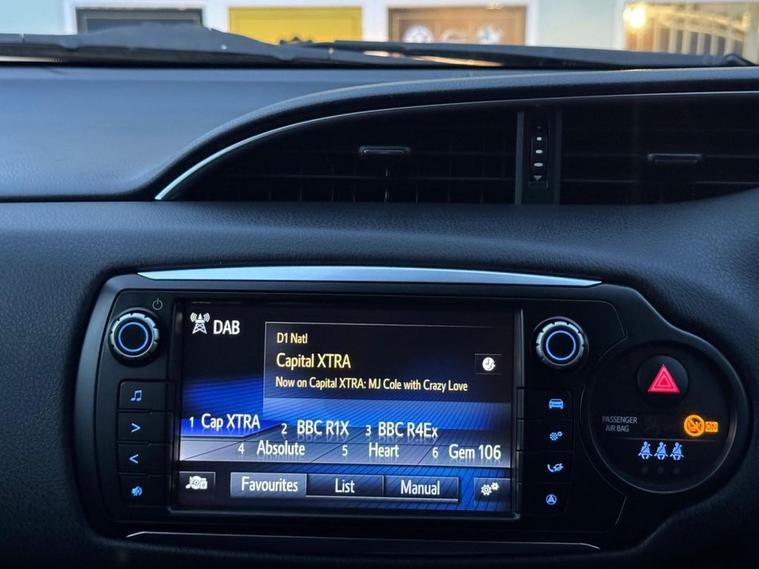 DAB
D1 Natl
Capital XTRA
Now on Capital XTRA: MJ Cole with Crazy Love
1 Cap XTRA 2 BBC R1X 3 BBC R4Ex
4 Absolute 5 Heart 6 Gem 106
Favourites List Manual
PASSENGER
AIR BAG
ON